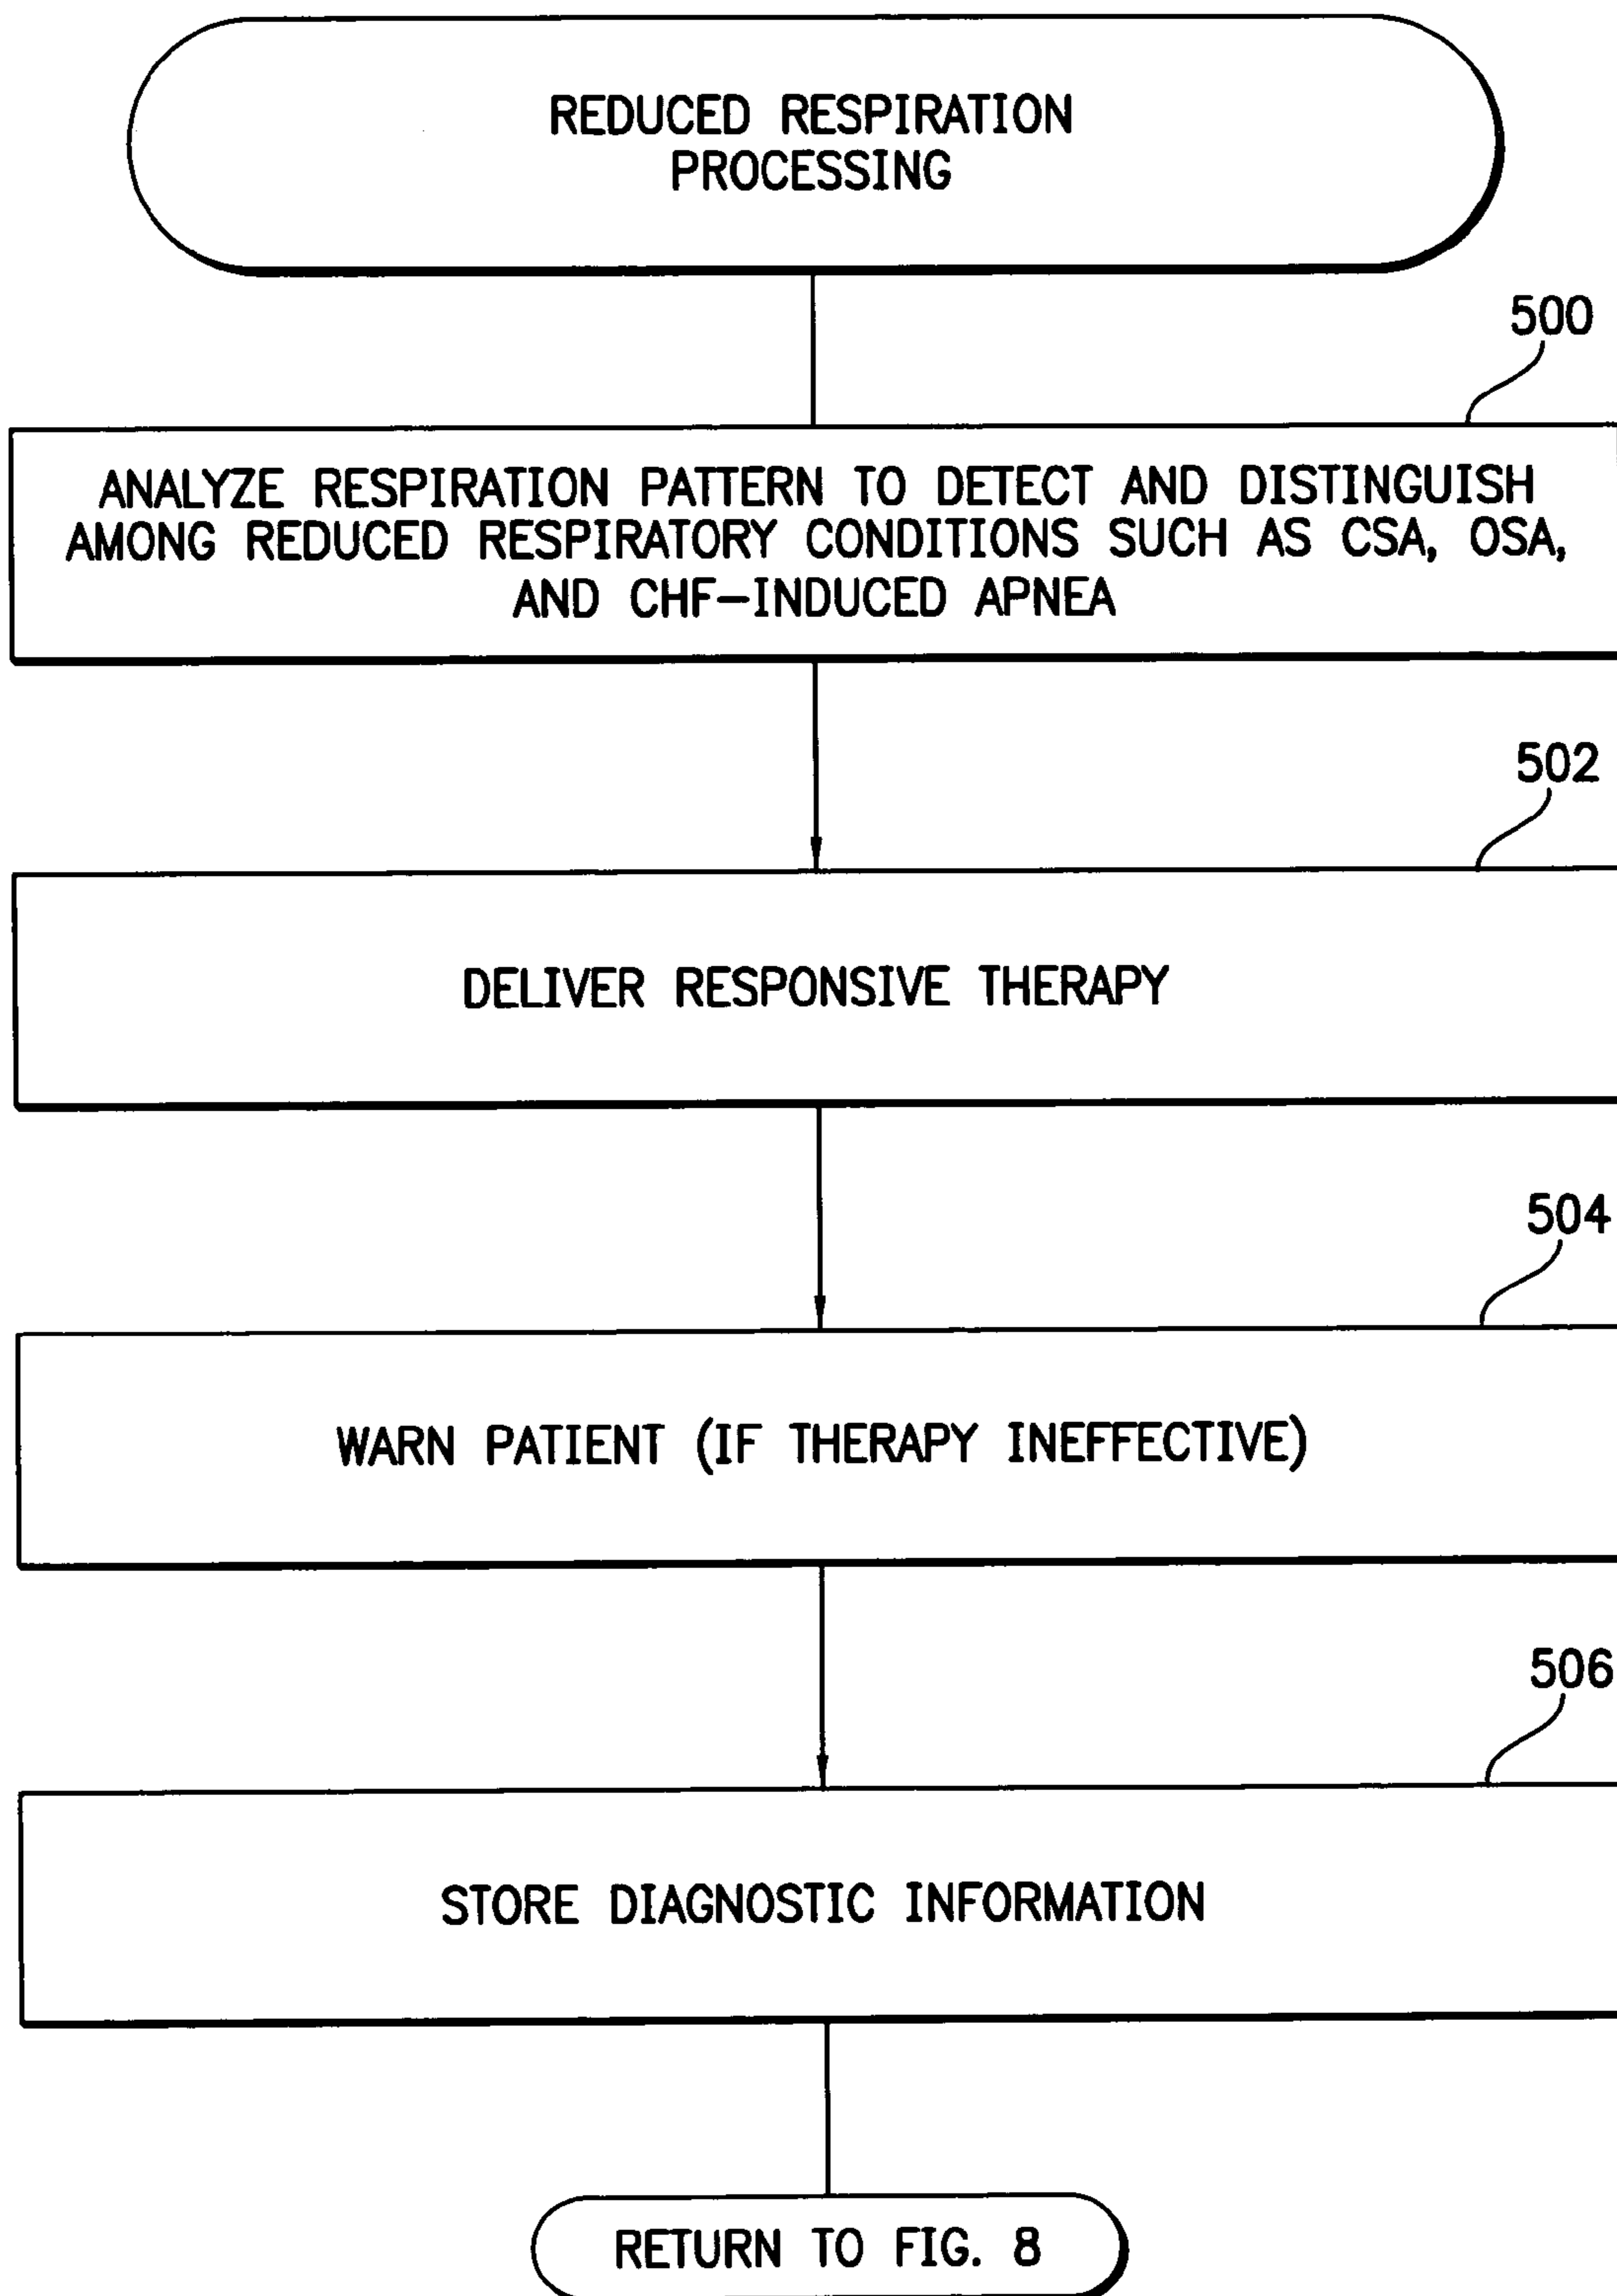 REDUCED RESPIRATION
PROCESSING
500
ANALYZE RESPIRATION PATTERN TO DETECT AND DISTINGUISH
AMONG REDUCED RESPIRATORY CONDITIONS SUCH AS CSA, OSA,
AND CHF-INDUCED APNEA
502
DELIVER RESPONSIVE THERAPY
504
WARN PATIENT (IF THERAPY INEFFECTIVE)
506
STORE DIAGNOSTIC INFORMATION
RETURN TO FIG. 8